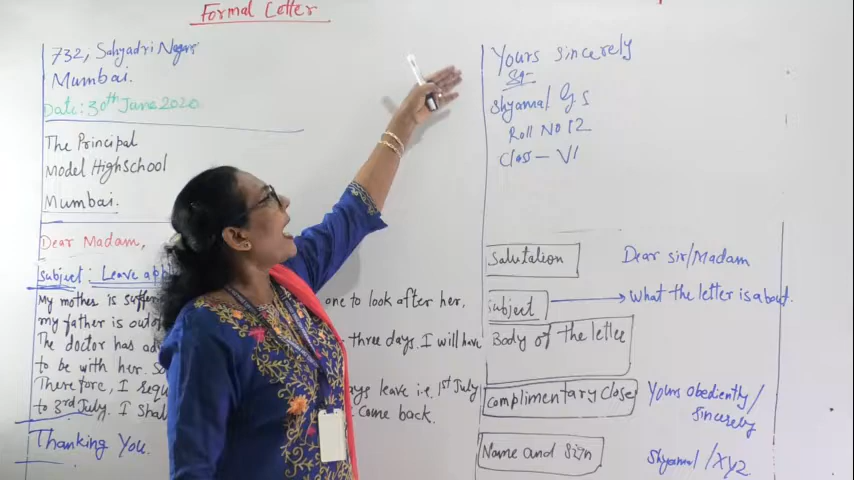 Formal Letter
732, Sahyadri Nagar
Mumbai.
Date: 30th June 2020
The Principal
Model Highschool
Mumbai.
Dear Madam,
subject: Leave
My mother is one to look after her,
my father is
The doctor has three days. I will have
to be with her.
Therefore, I leave i.e. 1st July
to 3rd July. I come back.
Thanking You.
Yours sincerely
Shyamal G S
Roll No 12
Class - VI
Salutation Dear sir/Madam
subject What the letter is about.
Body of the letter
Complimentary Close Yours obediently/
sincerely
Name and Sign Shyamal /XYZ